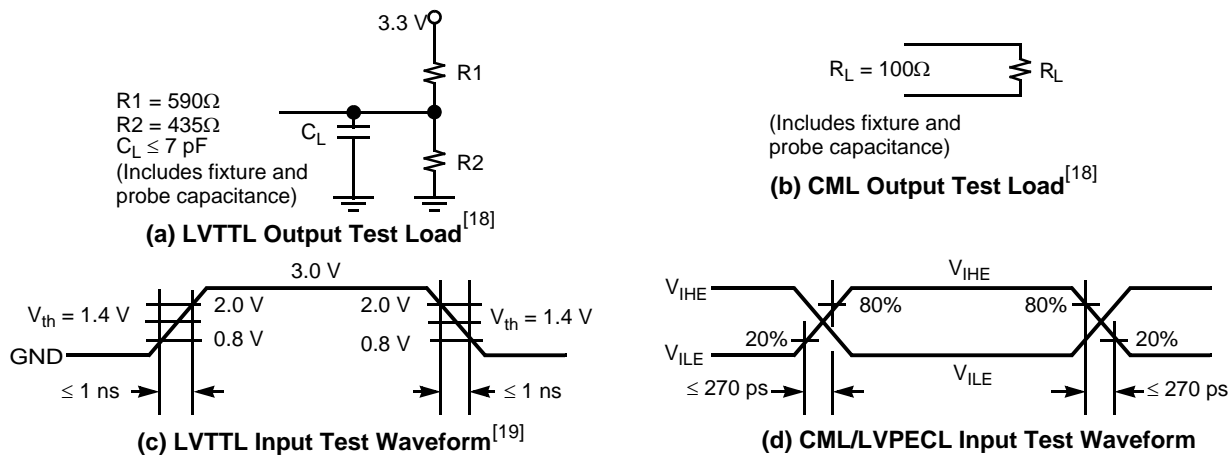 3.3 V
R1
R1 = 590Ω
R2 = 435Ω
C_L ≤ 7 pF
(Includes fixture and
probe capacitance)
C_L
R2
(a) LVTTL Output Test Load[18]
R_L = 100Ω
R_L
(Includes fixture and
probe capacitance)
(b) CML Output Test Load[18]
3.0 V
V_th = 1.4 V
2.0 V
0.8 V
2.0 V
0.8 V
V_th = 1.4 V
GND
≤ 1 ns
≤ 1 ns
(c) LVTTL Input Test Waveform[19]
V_IHE
V_IHE
80%
80%
20%
20%
V_ILE
V_ILE
≤ 270 ps
≤ 270 ps
(d) CML/LVPECL Input Test Waveform